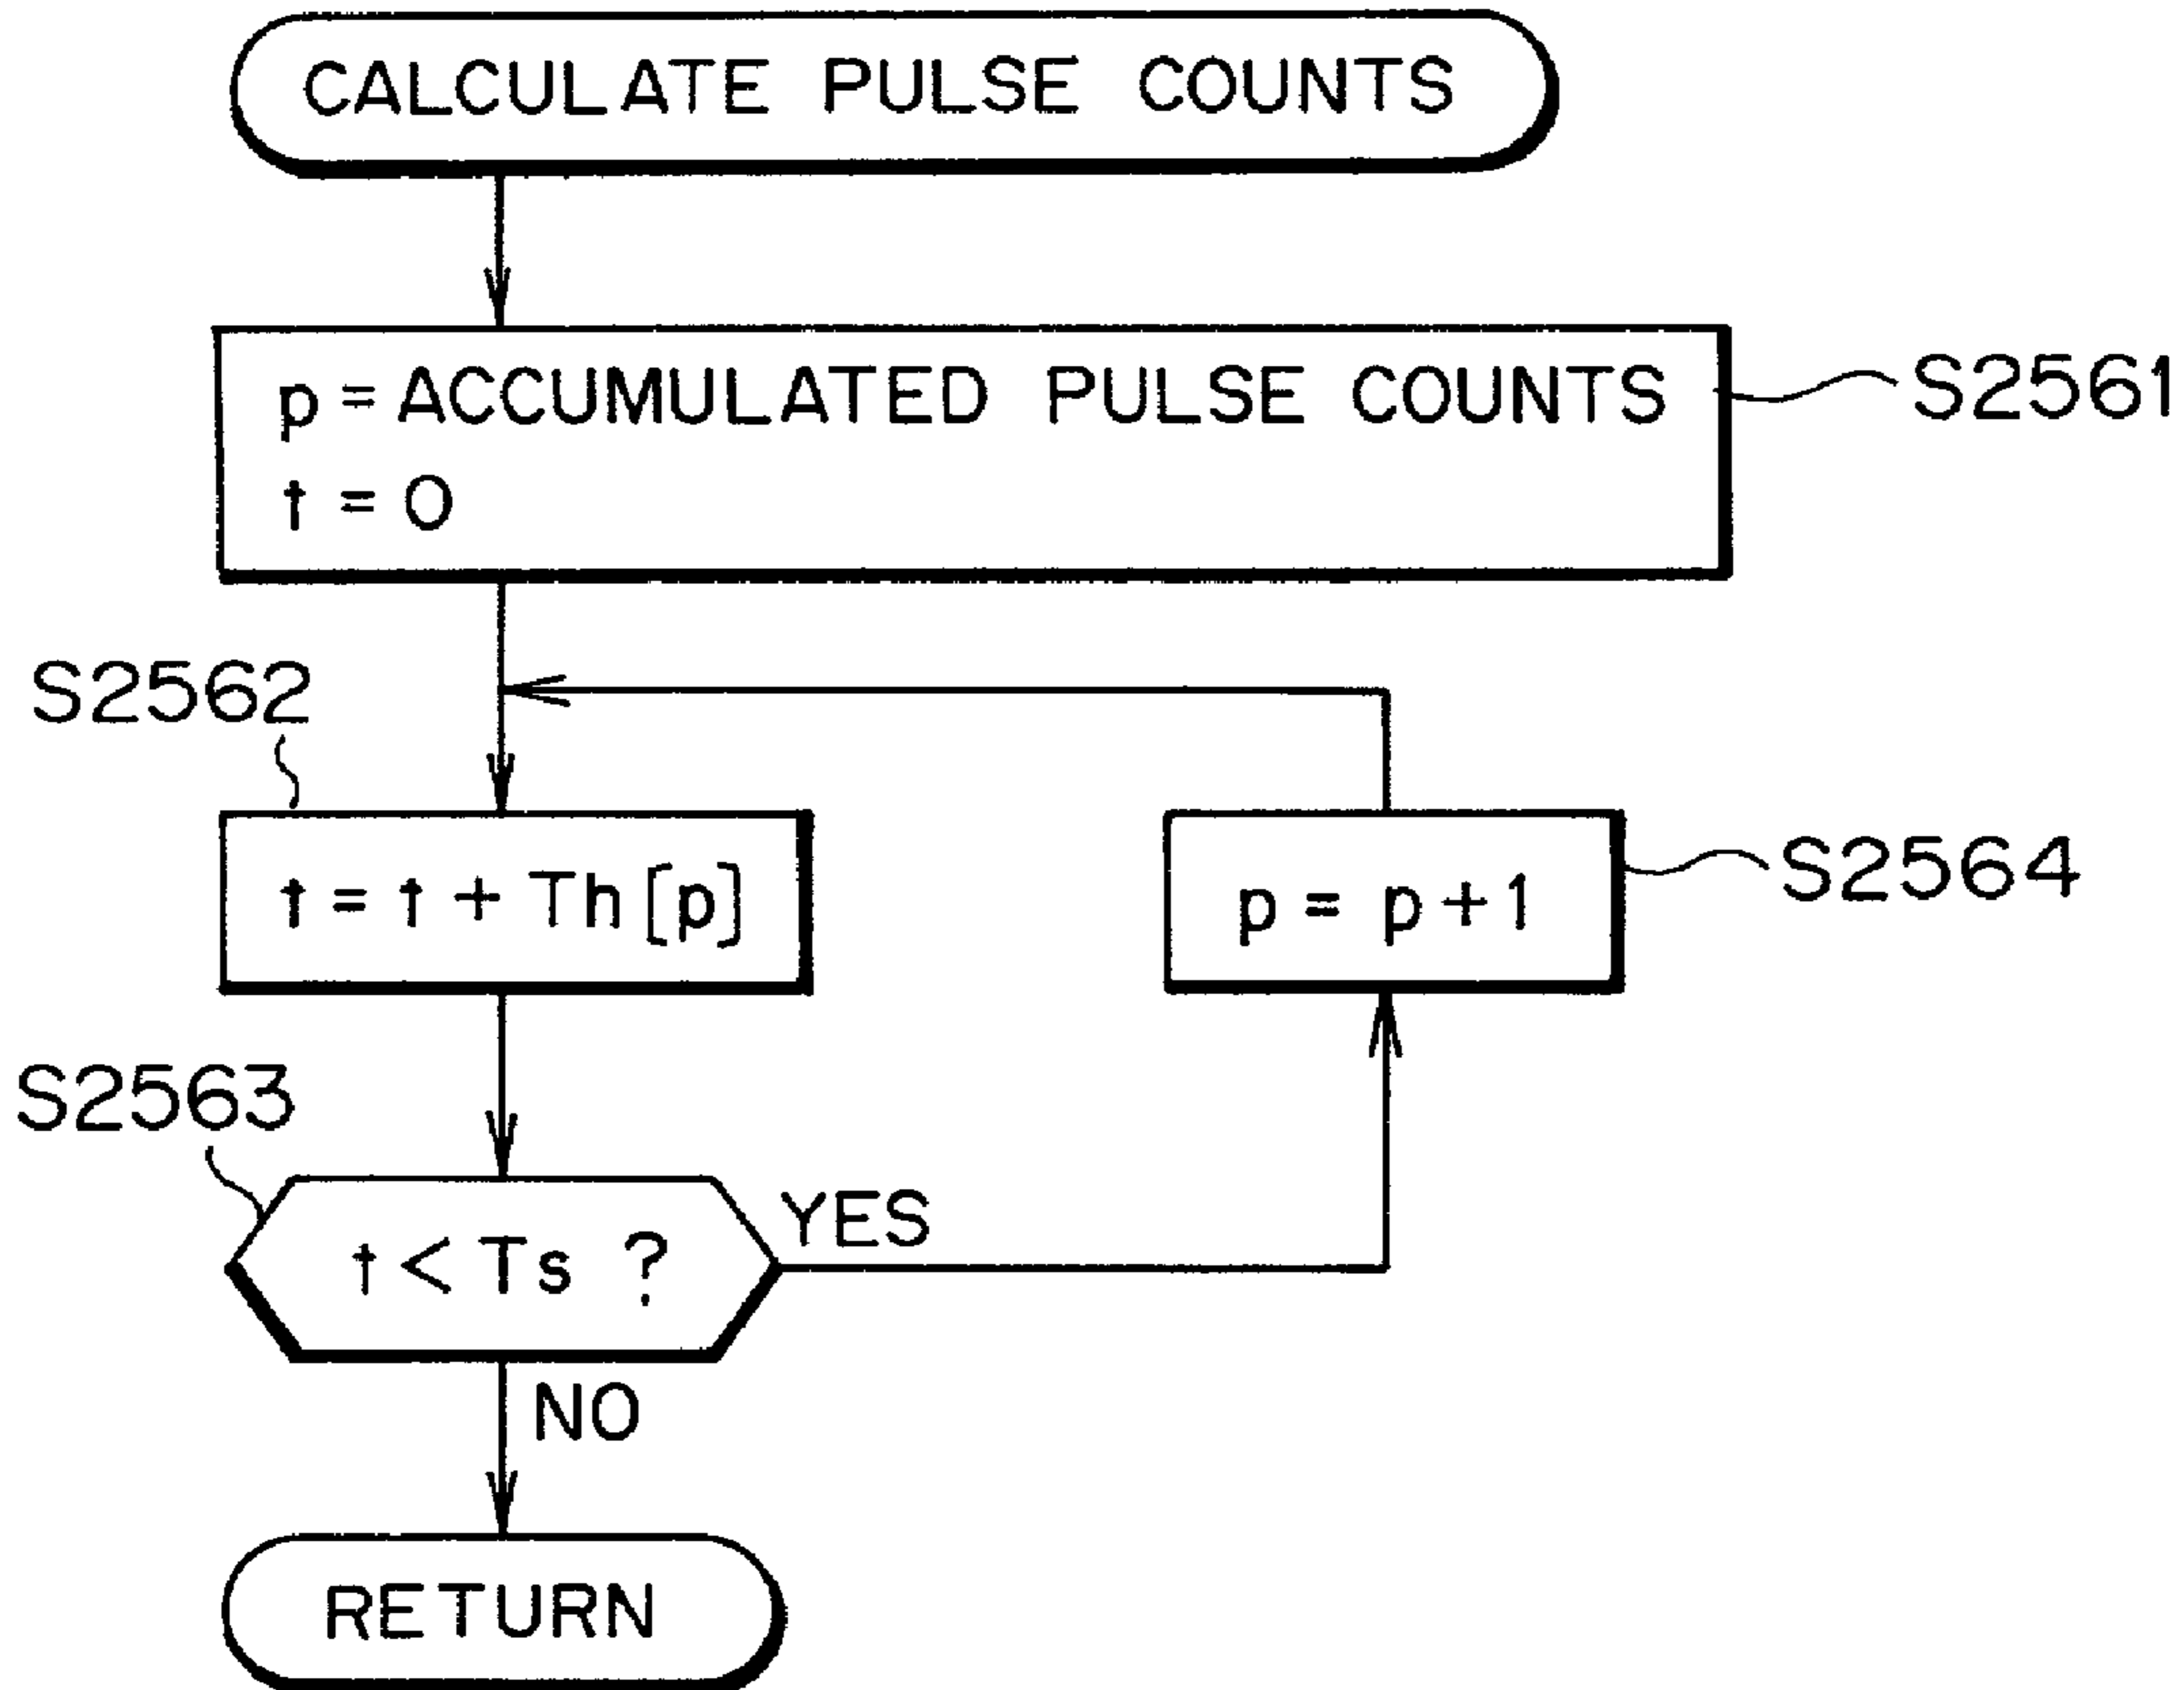 CALCULATE PULSE COUNTS
p = ACCUMULATED PULSE COUNTS
S2561
t = 0
S2562
t = t + Th[p]
p = p + 1
S2564
S2563
t < Ts ?
YES
NO
RETURN